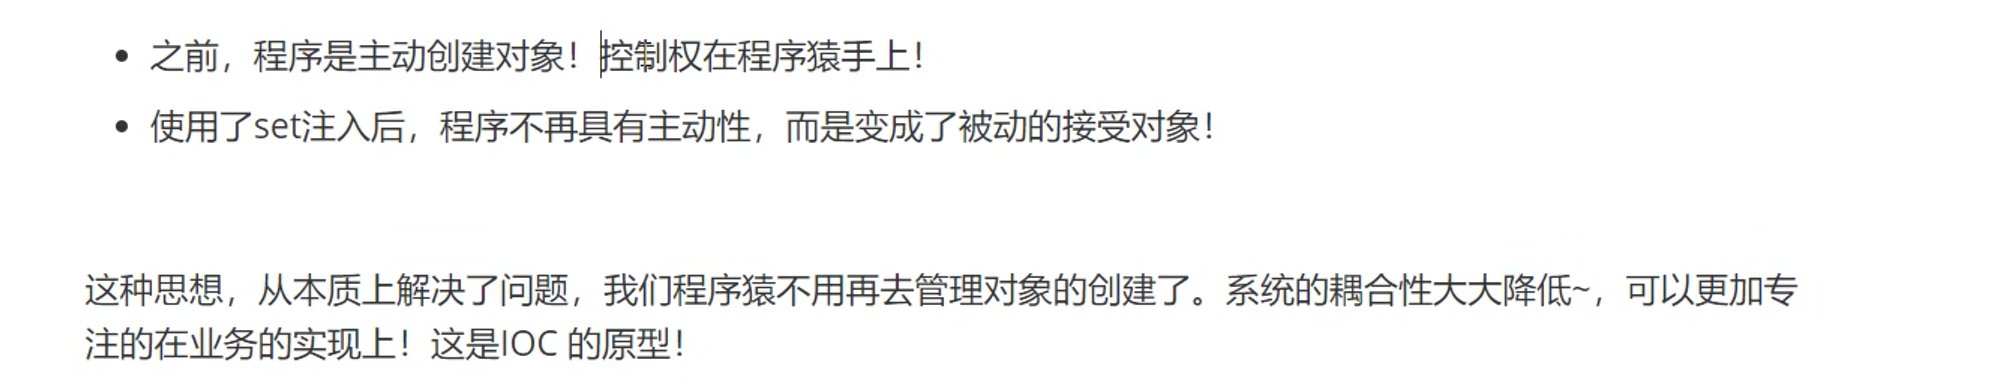 之前，程序是主动创建对象！控制权在程序猿手上！
使用了set注入后，程序不再具有主动性，而是变成了被动的接受对象！
这种思想，从本质上解决了问题，我们程序猿不用再去管理对象的创建了。系统的耦合性大大降低~，可以更加专
注的在业务的实现上！这是IOC 的原型！